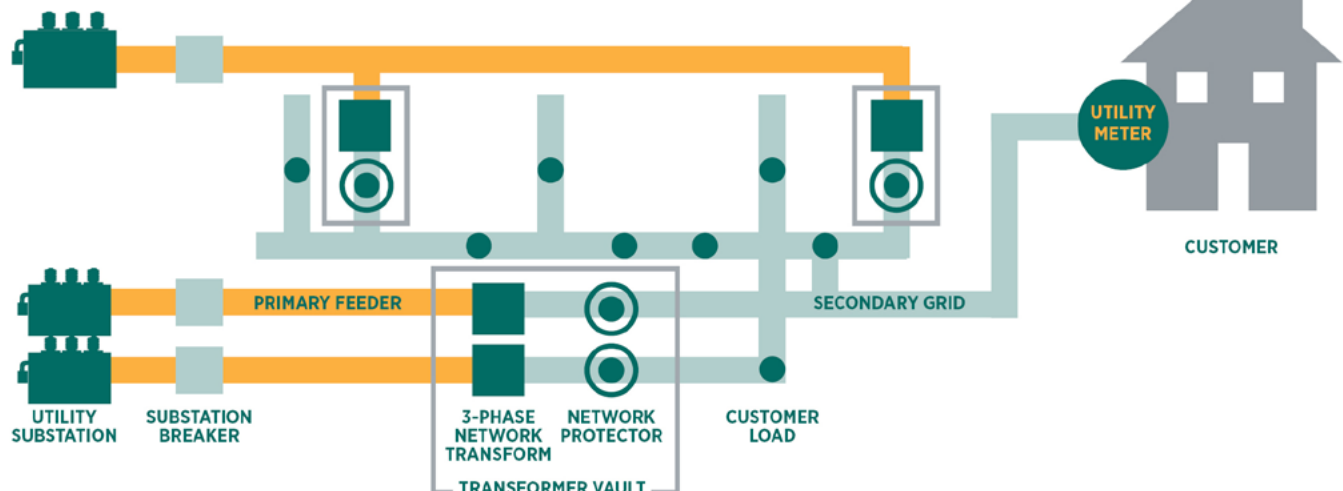 UTILITY
METER
CUSTOMER
PRIMARY FEEDER
SECONDARY GRID
UTILITY
SUBSTATION
SUBSTATION
BREAKER
3-PHASE
NETWORK
TRANSFORM
NETWORK
PROTECTOR
CUSTOMER
LOAD
TRANSFORMER VAULT